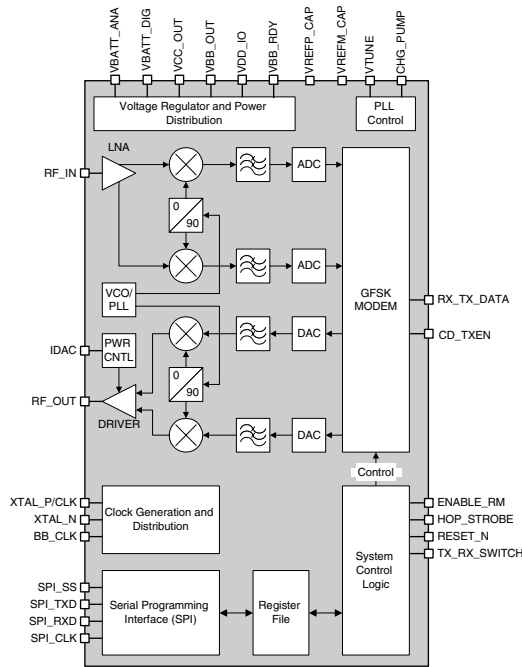 VBATT_ANA
VBATT_DIG
VCC_OUT
VBB_OUT
VDD_IO
VBB_RDY
VREFP_CAP
VREFM_CAP
VTUNE
CHG_PUMP
Voltage Regulator and Power
Distribution
PLL
Control
LNA
RF_IN
ADC
0
90
ADC
GFSK
MODEM
VCO/
PLL
RX_TX_DATA
CD_TXEN
DAC
IDAC
PWR
CNTL
0
90
RF_OUT
DRIVER
DAC
Control
XTAL_P/CLK
XTAL_N
BB_CLK
Clock Generation and
Distribution
ENABLE_RM
HOP_STROBE
RESET_N
TX_RX_SWITCH
System
Control
Logic
SPI_SS
SPI_TXD
SPI_RXD
SPI_CLK
Serial Programming
Interface (SPI)
Register
File